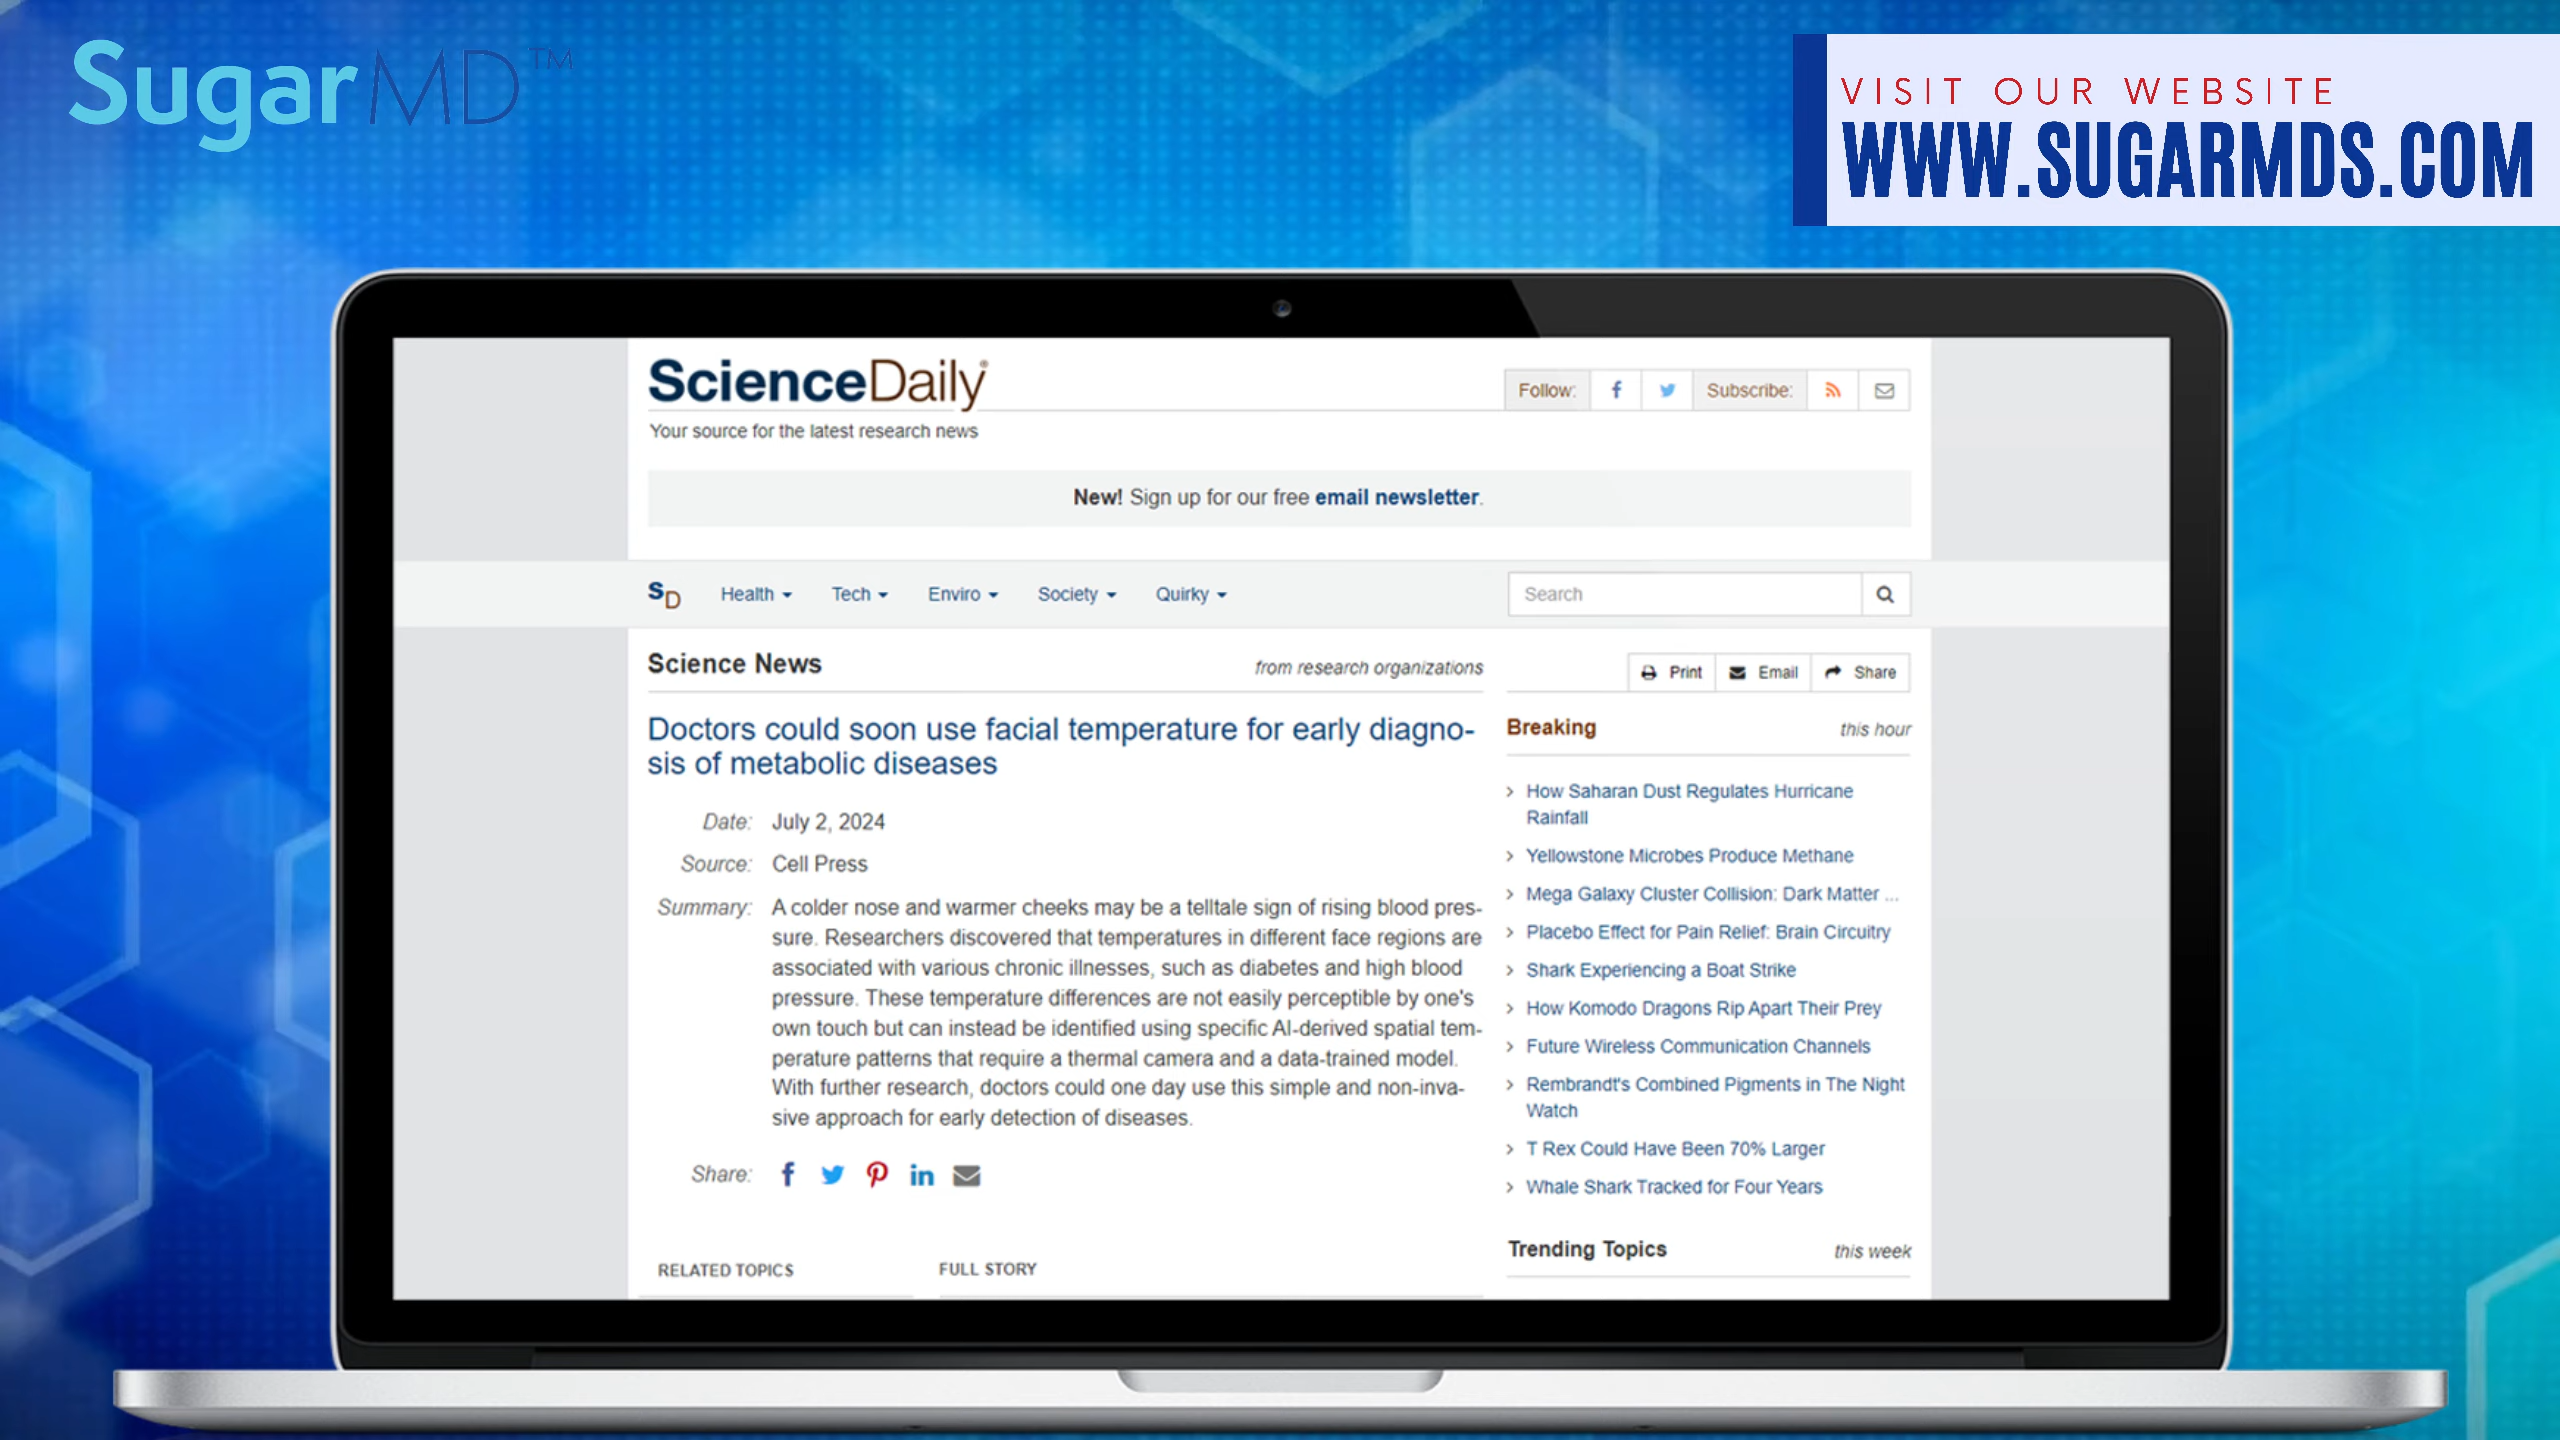 SugarMD™
VISIT OUR WEBSITE
WWW.SUGARMDS.COM
ScienceDaily®
Your source for the latest research news
Follow:
Subscribe:
New! Sign up for our free email newsletter.
SD
Health
Tech
Enviro
Society
Quirky
Search
Science News
from research organizations
Print
Email
Share
Doctors could soon use facial temperature for early diagno-
sis of metabolic diseases
Date: July 2, 2024
Source: Cell Press
Summary: A colder nose and warmer cheeks may be a telltale sign of rising blood pres-
sure. Researchers discovered that temperatures in different face regions are
associated with various chronic illnesses, such as diabetes and high blood
pressure. These temperature differences are not easily perceptible by one's
own touch but can instead be identified using specific AI-derived spatial tem-
perature patterns that require a thermal camera and a data-trained model.
With further research, doctors could one day use this simple and non-inva-
sive approach for early detection of diseases.
Share:
RELATED TOPICS
FULL STORY
Breaking
this hour
How Saharan Dust Regulates Hurricane
Rainfall
Yellowstone Microbes Produce Methane
Mega Galaxy Cluster Collision: Dark Matter ...
Placebo Effect for Pain Relief: Brain Circuitry
Shark Experiencing a Boat Strike
How Komodo Dragons Rip Apart Their Prey
Future Wireless Communication Channels
Rembrandt's Combined Pigments in The Night
Watch
T Rex Could Have Been 70% Larger
Whale Shark Tracked for Four Years
Trending Topics
this week